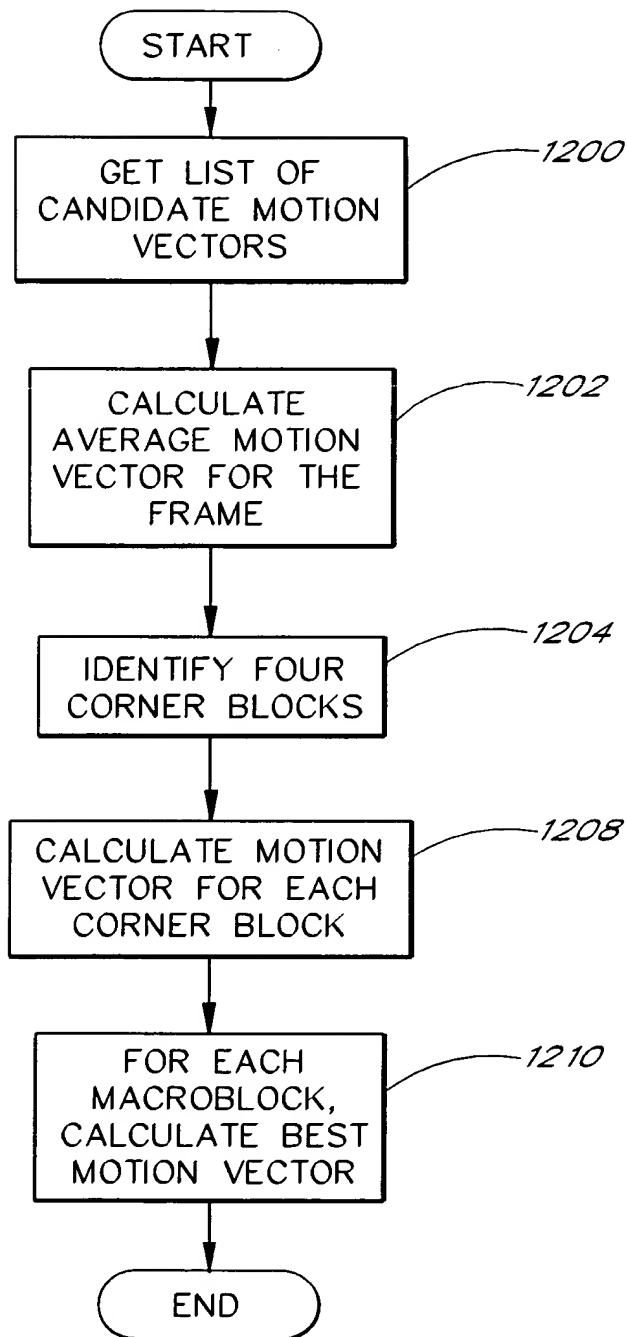 START
1200
GET LIST OF
CANDIDATE MOTION
VECTORS
1202
CALCULATE
AVERAGE MOTION
VECTOR FOR THE
FRAME
1204
IDENTIFY FOUR
CORNER BLOCKS
1208
CALCULATE MOTION
VECTOR FOR EACH
CORNER BLOCK
1210
FOR EACH
MACROBLOCK,
CALCULATE BEST
MOTION VECTOR
END